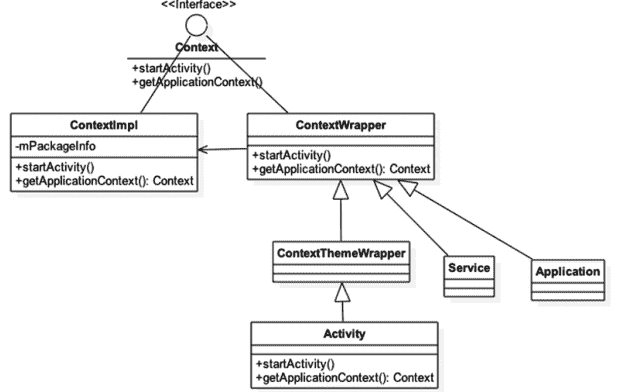 <<Interface>>
Context
+startActivity()
+getApplicationContext()
ContextImpl
-mPackageInfo
+startActivity()
+getApplicationContext(): Context
ContextWrapper
+startActivity()
+getApplicationContext(): Context
ContextThemeWrapper
Service
Application
Activity
+startActivity()
+getApplicationContext(): Context